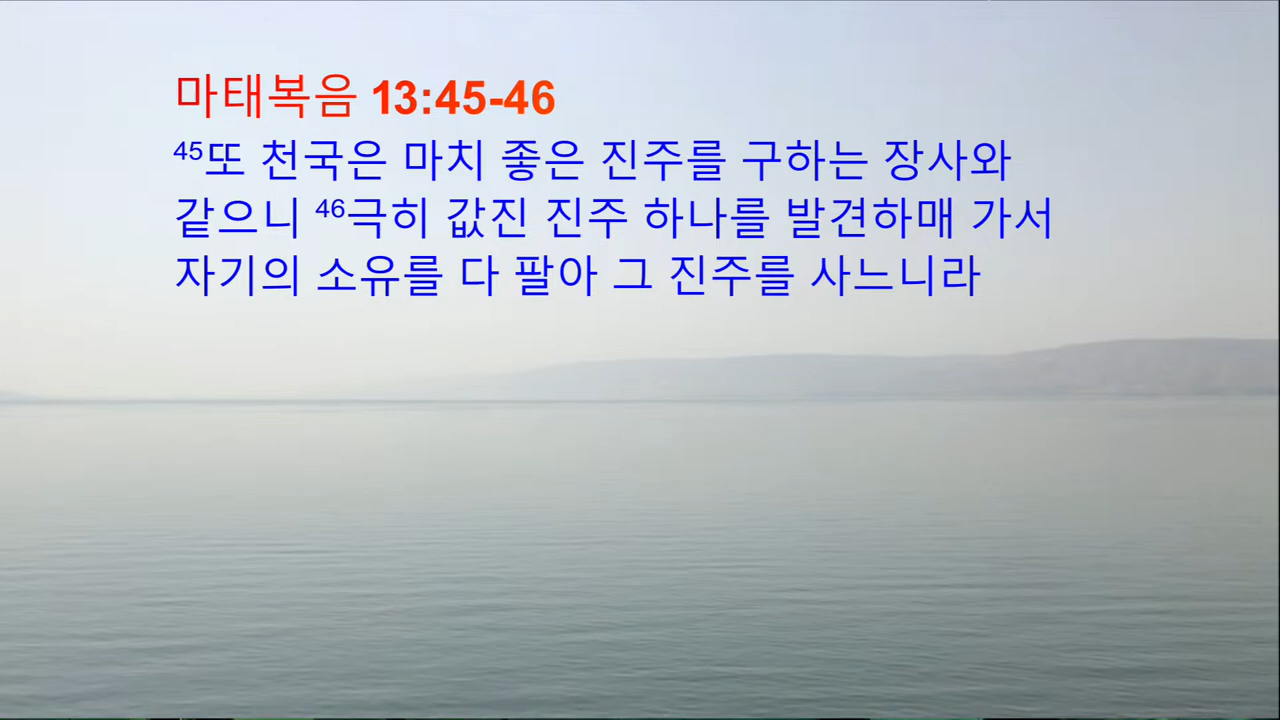 마태복음 13:45-46
45또 천국은 마치 좋은 진주를 구하는 장사와
같으니 46극히 값진 진주 하나를 발견하매 가서
자기의 소유를 다 팔아 그 진주를 사느니라